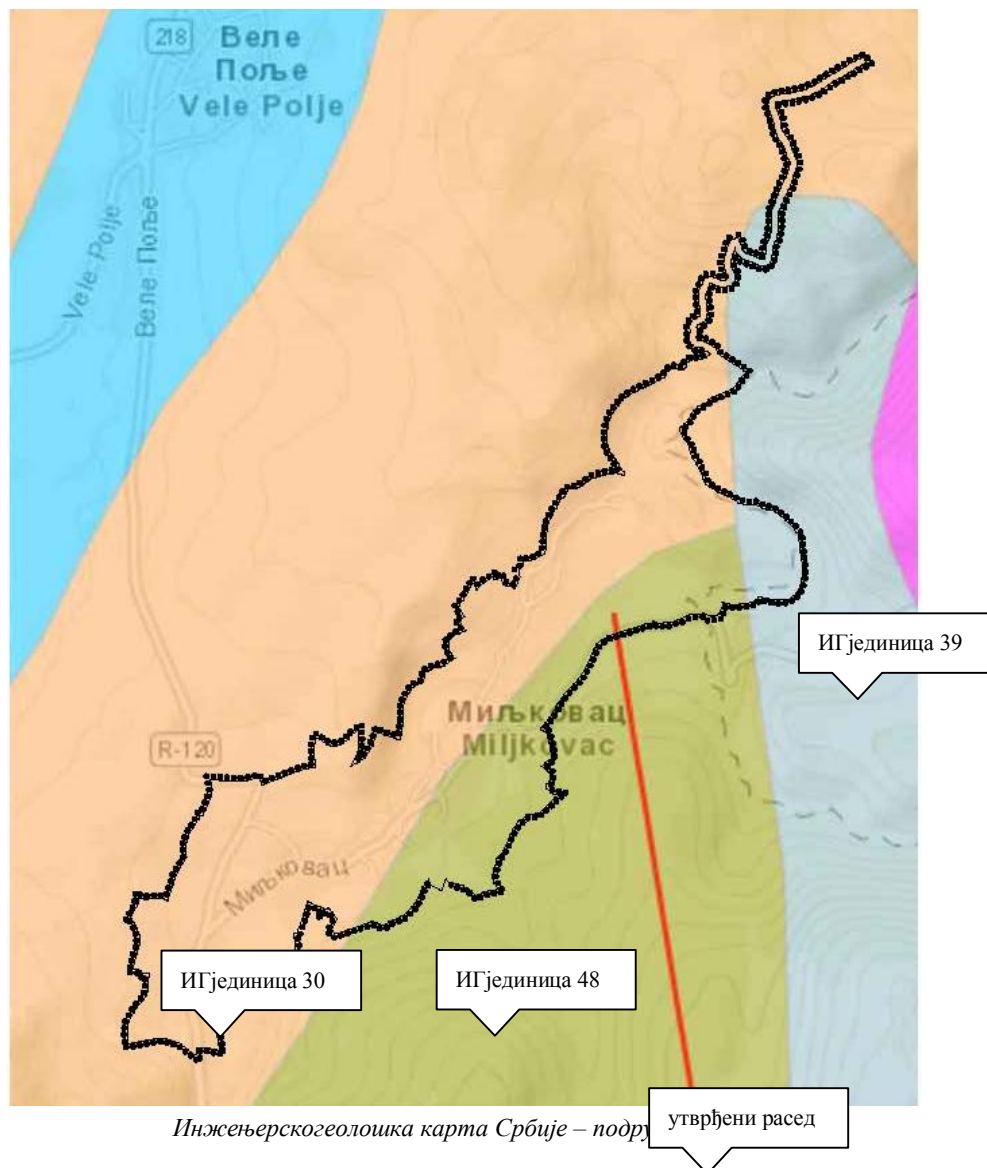 218
Веле
Поље
Vele Polje
Vele Polje
Веле Поље
ИГјединица 39
Миљковац
Miljkovac
R-120
Миљковац
ИГјединица 30
ИГјединица 48
утврђени расед
Инжењерскогеолошка карта Србије – подру